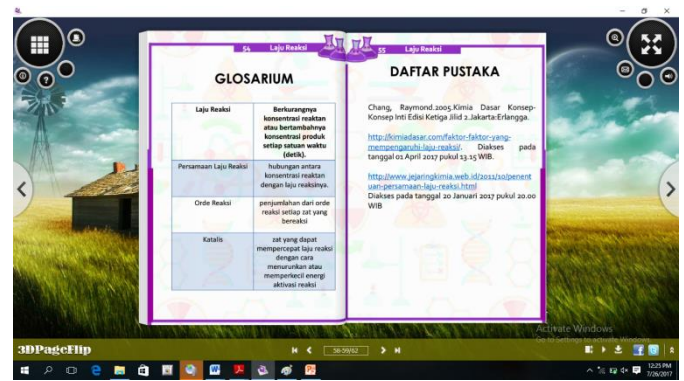 54 Laju Reaksi
GLOSARIUM
Laju Reaksi
Berkurangnya
konsentrasi reaktan
atau bertambahnya
konsentrasi produk
setiap satuan waktu
(detik).
Persamaan Laju Reaksi
hubungan antara
konsentrasi reaktan
dengan laju reaksinya.
Orde Reaksi
penjumlahan dari orde
reaksi setiap zat yang
bereaksi
Katalis
zat yang dapat
mempercepat laju reaksi
dengan cara
menurunkan atau
memperkecil energi
aktivasi reaksi
55 Laju Reaksi
DAFTAR PUSTAKA
Chang, Raymond.2005.Kimia Dasar Konsep-
Konsep Inti Edisi Ketiga Jilid 2.Jakarta:Erlangga.
http://kimiadasar.com/faktor-faktor-yang-
mempengaruhi-laju-reaksi/. Diakses pada
tanggal 01 April 2017 pukul 13.15 WIB.
http://www.jejaringkimia.web.id/2011/10/penent
uan-persamaan-laju-reaksi.html
Diakses pada tanggal 20 Januari 2017 pukul 20.00
WIB
Activate Windows
Go to Settings to activate Windows.
3DPageFlip
58-59/62
12:25 PM
7/26/2017